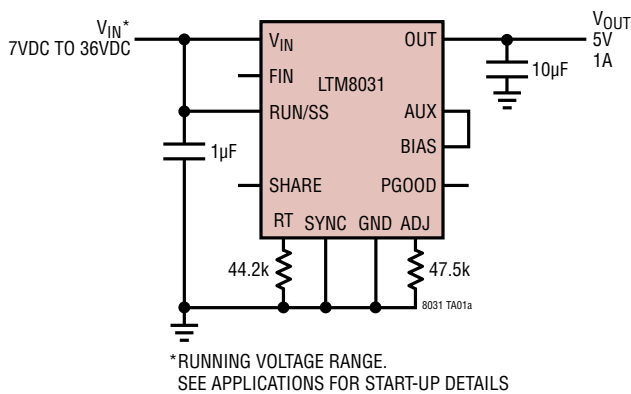 VIN*
7VDC TO 36VDC
VIN
FIN
RUN/SS
SHARE
LTM8031
OUT
AUX
BIAS
PGOOD
RT SYNC GND ADJ
VOUT
5V
1A
10µF
1µF
44.2k
47.5k
8031 TA01a
*RUNNING VOLTAGE RANGE.
SEE APPLICATIONS FOR START-UP DETAILS